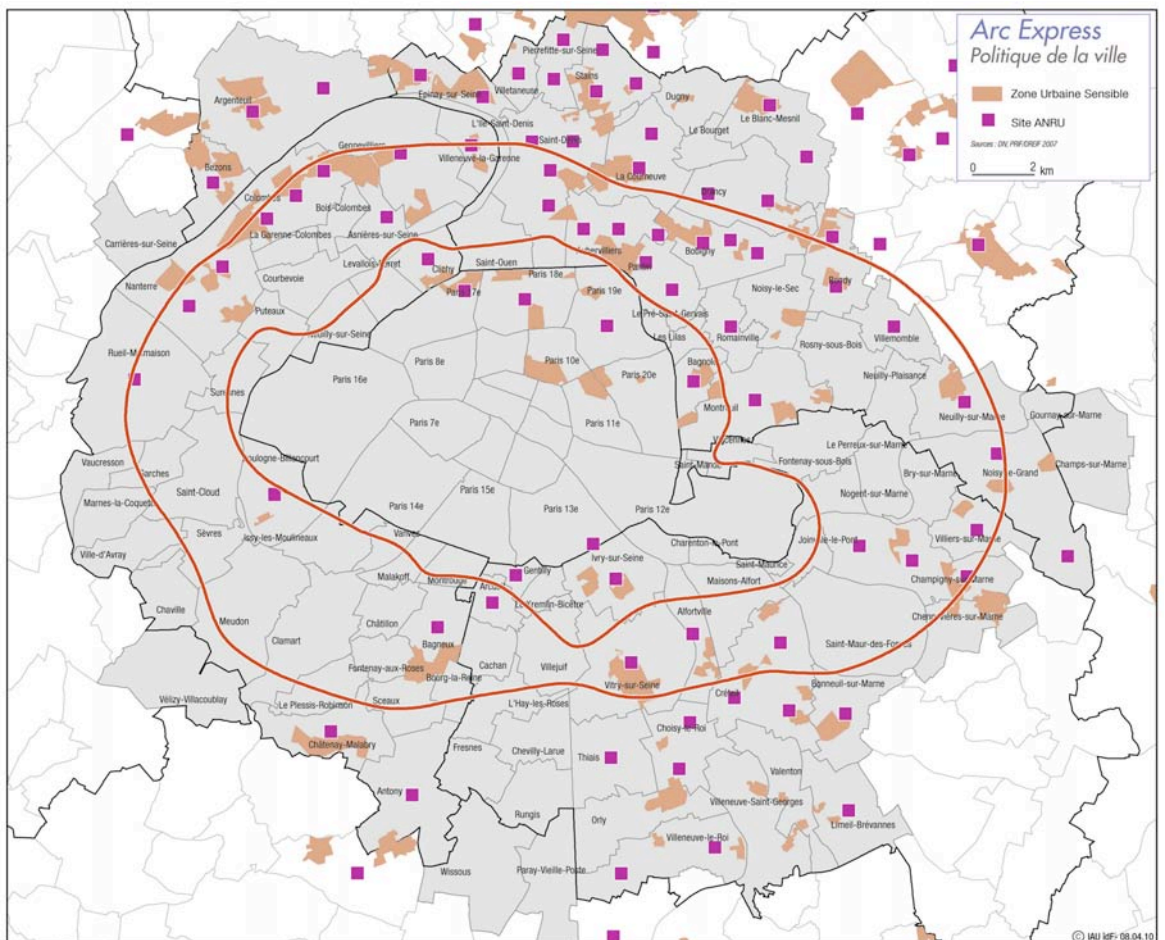 Arc Express
Politique de la ville
Zone Urbaine Sensible
Site ANRU
Sources : DIV, PRIF/DREIF 2007
0 2 km
Pierrefitte-sur-Seine
Stains
Argenteuil
Epinay-sur-Seine
Villetaneuse
Dugny
Le Blanc-Mesnil
L'Ile-Saint-Denis
Saint-Denis
Le Bourget
Gennevilliers
Villeneuve-la-Garenne
Bezons
La Courneuve
Colombes
Drancy
Bois-Colombes
La Garenne-Colombes
Asnières-sur-Seine
Carrières-sur-Seine
Aubervilliers
Bobigny
Levallois-Perret
Clichy
Saint-Ouen
Pantin
Nanterre
Courbevoie
Paris 18e
Paris 17e
Paris 19e
Noisy-le-Sec
Bondy
Puteaux
Le Pré-Saint-Gervais
Neuilly-sur-Seine
Les Lilas
Romainville
Villemomble
Rosny-sous-Bois
Rueil-Malmaison
Paris 8e
Paris 10e
Bagnolet
Paris 16e
Paris 20e
Neuilly-Plaisance
Suresnes
Montreuil
Neuilly-sur-Marne
Gournay-sur-Marne
Paris 7e
Paris 11e
Vincennes
Le Perreux-sur-Marne
Boulogne-Billancourt
Vaucresson
Garches
Saint-Mandé
Fontenay-sous-Bois
Bry-sur-Marne
Noisy-le-Grand
Champs-sur-Marne
Marnes-la-Coquette
Saint-Cloud
Paris 15e
Nogent-sur-Marne
Paris 14e
Paris 13e
Paris 12e
Sèvres
Issy-les-Moulineaux
Vanves
Charenton-le-Pont
Joinville-le-Pont
Villiers-sur-Marne
Ville-d'Avray
Ivry-sur-Seine
Saint-Maurice
Malakoff
Montrouge
Gentilly
Maisons-Alfort
Champigny-sur-Marne
Arcueil
Chaville
Le Kremlin-Bicêtre
Alfortville
Chennevières-sur-Marne
Meudon
Châtillon
Clamart
Bagneux
Saint-Maur-des-Fossés
Fontenay-aux-Roses
Cachan
Villejuif
Bourg-la-Reine
Vitry-sur-Seine
Bonneuil-sur-Marne
Vélizy-Villacoublay
Le Plessis-Robinson
Sceaux
L'Hay-les-Roses
Créteil
Choisy-le-Roi
Châtenay-Malabry
Fresnes
Chevilly-Larue
Thiais
Valenton
Antony
Villeneuve-Saint-Georges
Rungis
Orly
Limeil-Brévannes
Villeneuve-le-Roi
Wissous
Paray-Vieille-Poste
© IAU îdF- 08.04.10